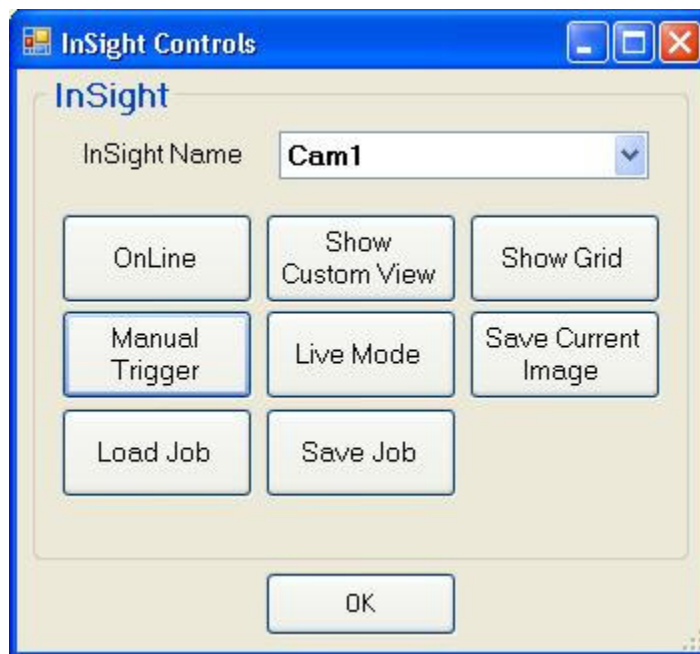 InSight Controls
InSight
InSight Name
Cam1
OnLine
Show
Custom View
Show Grid
Manual
Trigger
Live Mode
Save Current
Image
Load Job
Save Job
OK